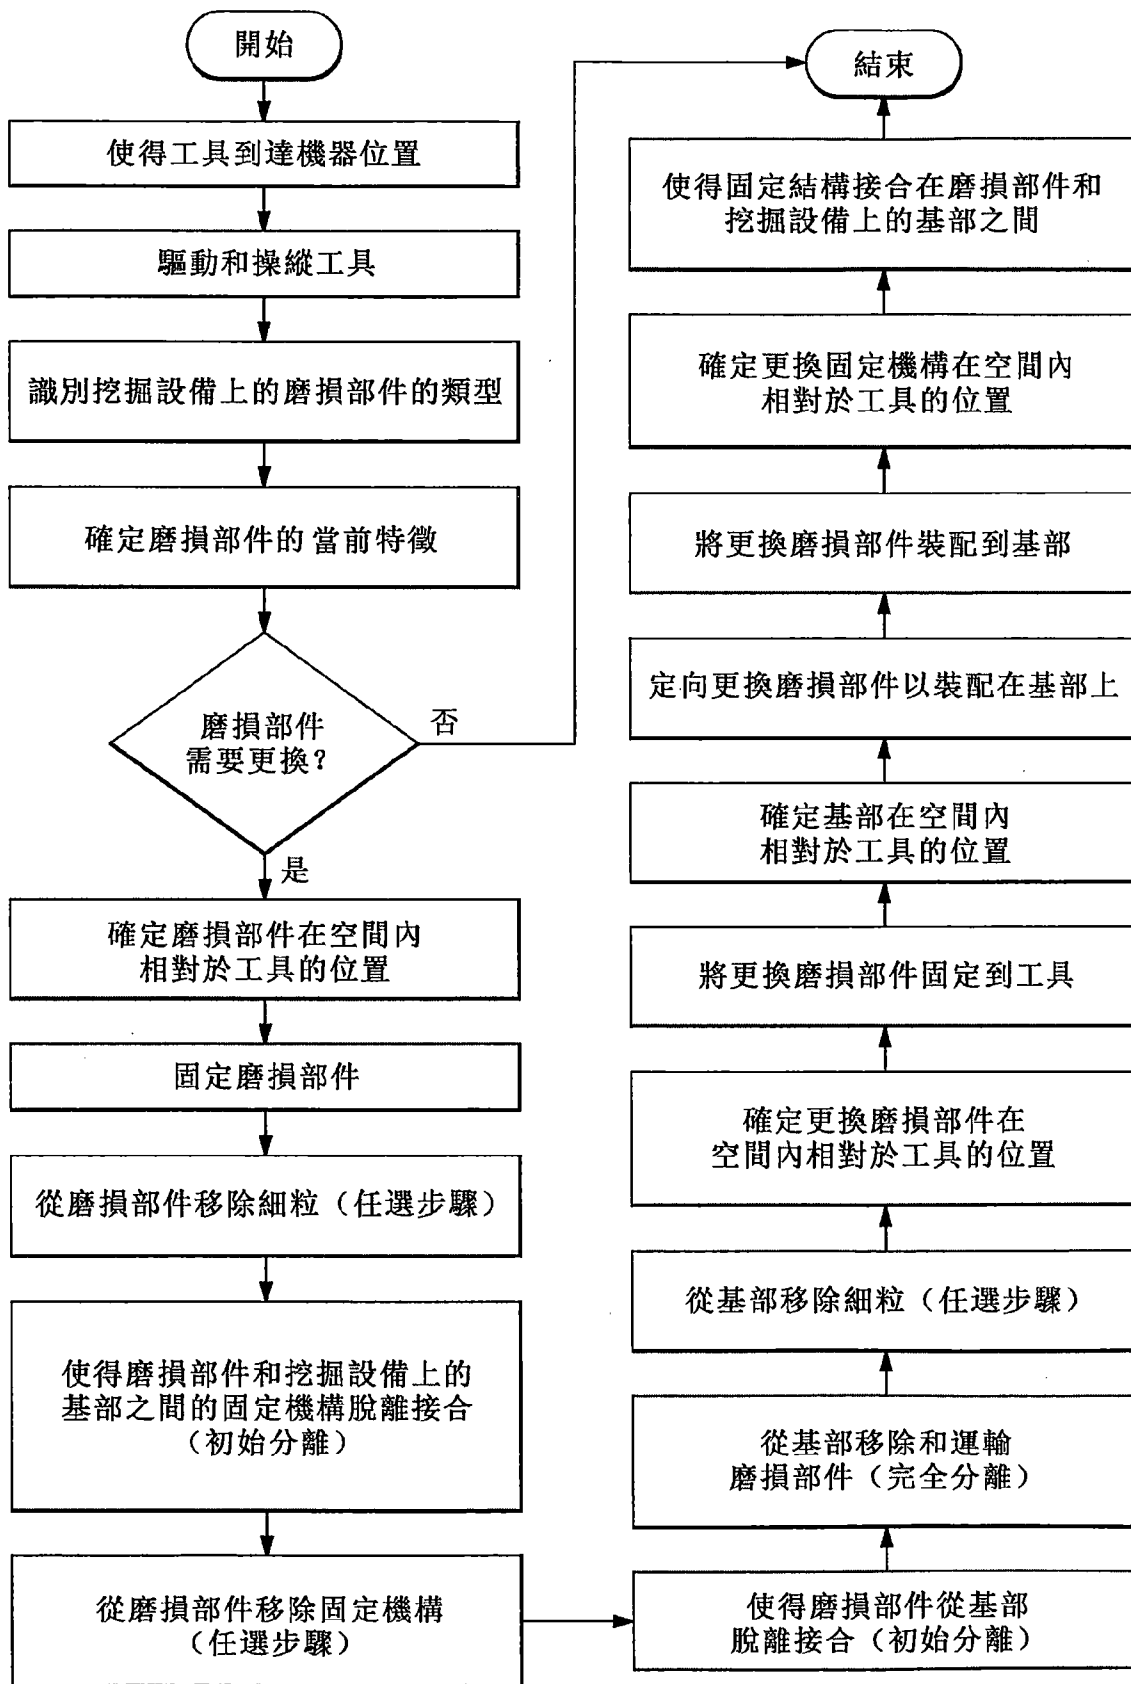 開始
使得工具到達機器位置
驅動和操縱工具
識別挖掘設備上的磨損部件的類型
確定磨損部件的當前特徵
磨損部件
需要更換?
否
是
確定磨損部件在空間內
相對於工具的位置
固定磨損部件
從磨損部件移除細粒（任選步驟）
使得磨損部件和挖掘設備上的
基部之間的固定機構脫離接合
（初始分離）
從磨損部件移除固定機構
（任選步驟）
使得磨損部件從基部
脫離接合（初始分離）
從基部移除和運輸
磨損部件（完全分離）
從基部移除細粒（任選步驟）
確定更換磨損部件在
空間內相對於工具的位置
將更換磨損部件固定到工具
確定基部在空間內
相對於工具的位置
定向更換磨損部件以裝配在基部上
將更換磨損部件裝配到基部
確定更換固定機構在空間內
相對於工具的位置
使得固定結構接合在磨損部件和
挖掘設備上的基部之間
結束